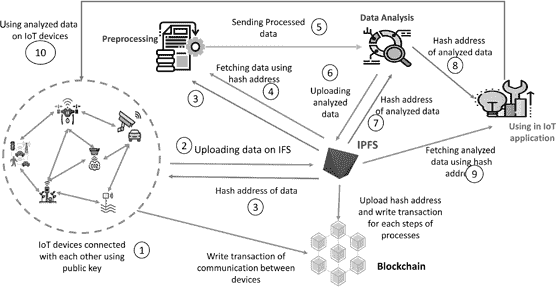 Using analyzed data
on IoT devices
10
Preprocessing
Sending Processed
data
5
Data Analysis
Hash address
of analyzed data
8
Fetching data using
hash address
4
3
6
Uploading
analyzed
data
Hash address
of analyzed data
7
Using in IoT
application
2
Uploading data on IFS
IPFS
Fetching analyzed
data using hash
addre
9
Hash address of data
3
Upload hash address
and write transaction
for each steps of
processes
IoT devices connected
with each other using
public key
1
Write transaction of
communication between
devices
Blockchain